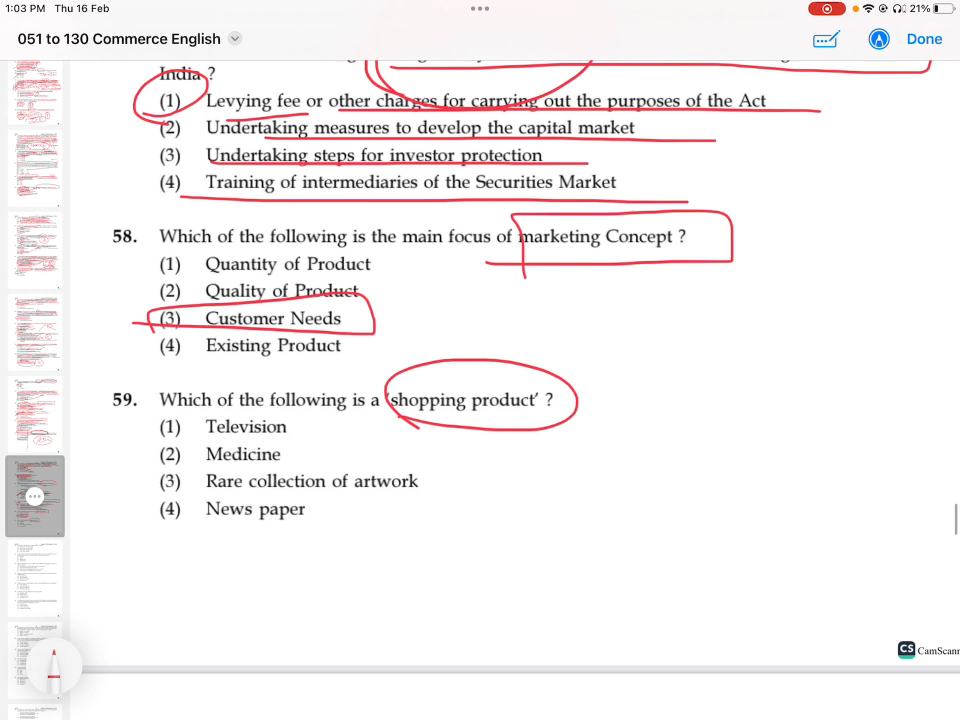 1:03 PM Thu 16 Feb
21%
051 to 130 Commerce English
Done
India ?
(1) Levying fee or other charges for carrying out the purposes of the Act
(2) Undertaking measures to develop the capital market
(3) Undertaking steps for investor protection
(4) Training of intermediaries of the Securities Market
58. Which of the following is the main focus of marketing Concept ?
(1) Quantity of Product
(2) Quality of Product
(3) Customer Needs
(4) Existing Product
59. Which of the following is a 'shopping product' ?
(1) Television
(2) Medicine
(3) Rare collection of artwork
(4) News paper
CS CamScann